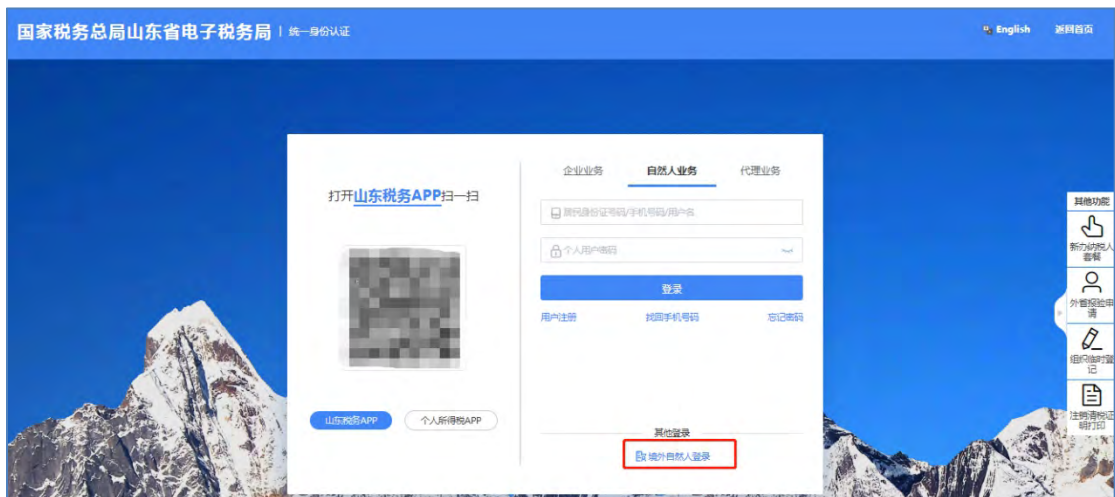 国家税务总局山东省电子税务局 | 统一身份认证
English 返回首页
企业业务 自然人业务 代理业务
打开山东税务APP扫一扫
居民身份证号码/手机号码/用户名
个人用户密码
登录
用户注册 找回手机号码 忘记密码
山东税务APP 个人所得税APP
其他登录
境外自然人登录
其他功能
新办纳税人
套餐
外省报验申
请
组织临时登
记
注销清税证
明打印